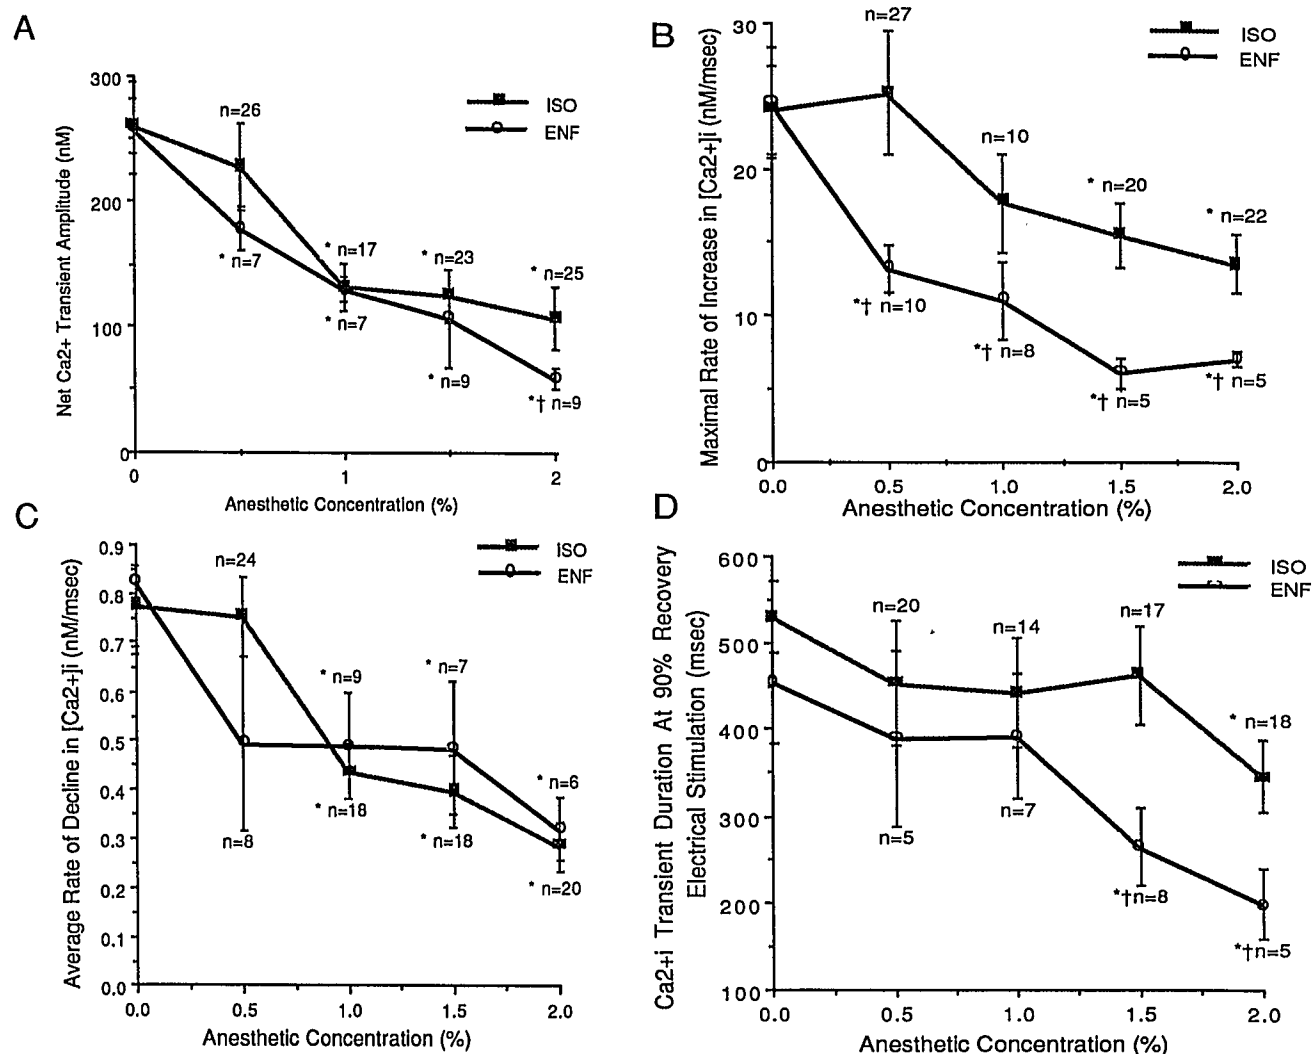 A
Net Ca2+ Transient Amplitude (nM)
300
200
100
0
0
1
2
Anesthetic Concentration (%)
ISO
ENF
n=26
* n=7
* n=17
* n=7
* n=23
* n=9
* n=25
*† n=9
B
Maximal Rate of Increase in [Ca2+]i (nM/msec)
30
20
10
0
0.0
0.5
1.0
1.5
2.0
Anesthetic Concentration (%)
ISO
ENF
n=27
*† n=10
n=10
*† n=8
* n=20
*† n=5
* n=22
*† n=5
C
Average Rate of Decline in [Ca2+]i (nM/msec)
0.9
0.8
0.7
0.6
0.5
0.4
0.3
0.2
0.1
0.0
0.0
0.5
1.0
1.5
2.0
Anesthetic Concentration (%)
ISO
ENF
n=24
n=8
* n=9
* n=18
* n=7
* n=18
* n=6
* n=20
D
Ca2+i Transient Duration At 90% Recovery
Electrical Stimulation (msec)
600
500
400
300
200
100
0.0
0.5
1.0
1.5
2.0
Anesthetic Concentration (%)
ISO
ENF
n=20
n=5
n=14
n=7
n=17
*†n=8
* n=18
*†n=5